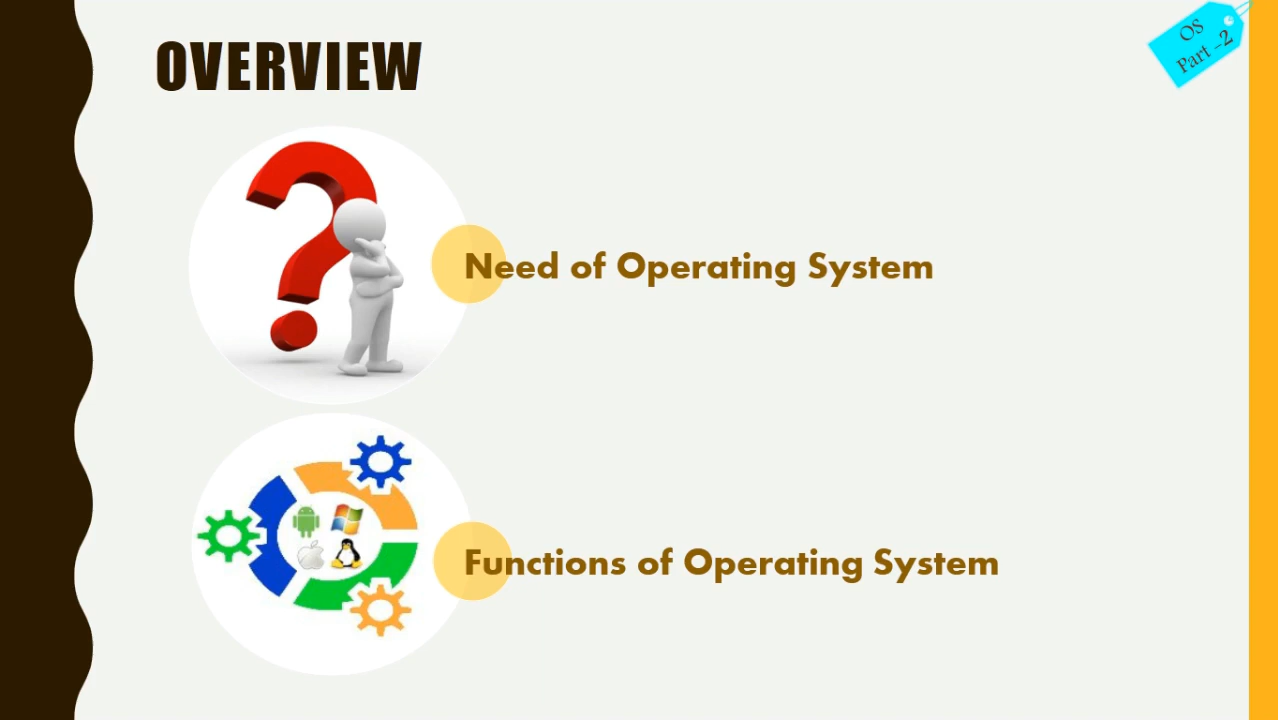 OVERVIEW
OS
Part -2
Need of Operating System
Functions of Operating System